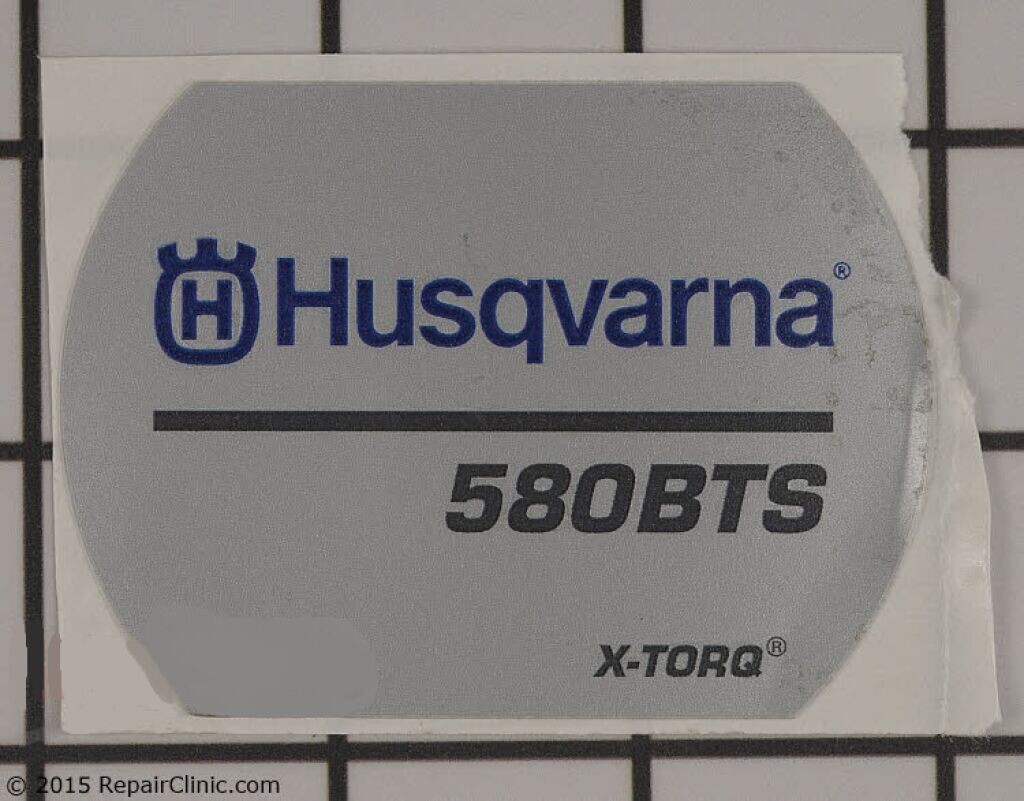 H Husqvarna®
580BTS
X-TORQ®
© 2015 RepairClinic.com